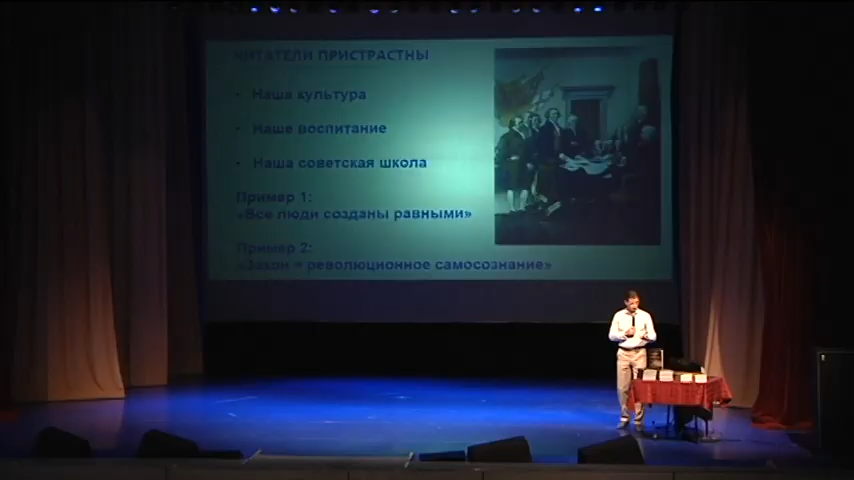 ЧИТАТЕЛИ ПРИСТРАСТНЫ
• Наша культура
• Наше воспитание
• Наша советская школа
Пример 1:
«Все люди созданы равными»
Пример 2:
«Закон = революционное самосознание»